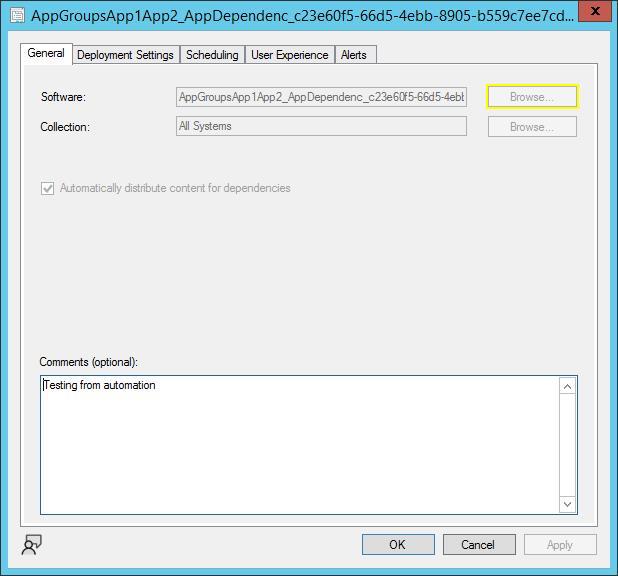 AppGroupsApp1App2_AppDependenc_c23e60f5-66d5-4ebb-8905-b559c7ee7cd...
General Deployment Settings Scheduling User Experience Alerts
Software: AppGroupsApp1App2_AppDependenc_c23e60f5-66d5-4ebb Browse...
Collection: All Systems Browse...
Automatically distribute content for dependencies
Comments (optional):
Testing from automation
OK Cancel Apply